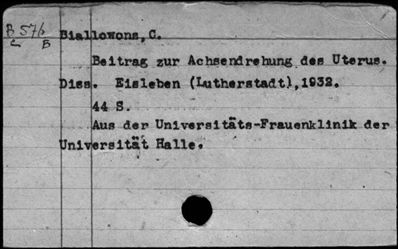 B 576 Biallowons, C.
C B
Beitrag zur Achsendrehung des Uterus.
Diss. Eisleben (Lutherstadt), 1932.
44 S.
Aus der Universitäts-Frauenklinik der
Universität Halle.